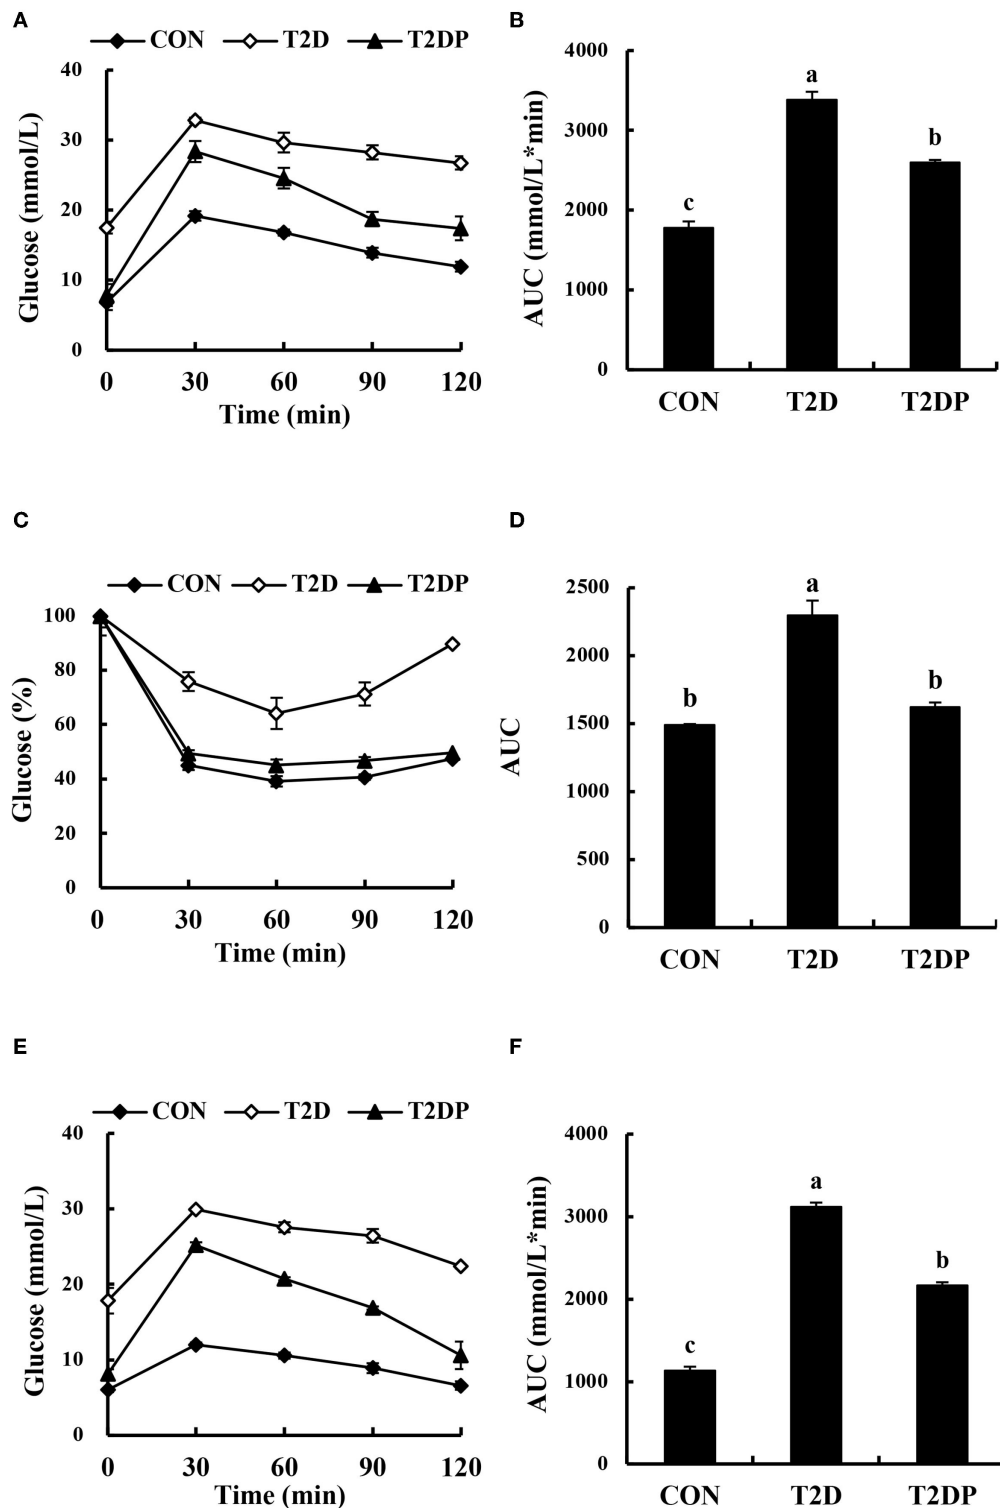 A
CON T2D T2DP
40
30
20
10
0
Glucose (mmol/L)
0 30 60 90 120
Time (min)
B
4000
3000
2000
1000
0
AUC (mmol/L*min)
c a b
CON T2D T2DP
C
CON T2D T2DP
100
80
60
40
20
0
Glucose (%)
0 30 60 90 120
Time (min)
D
2500
2000
1500
1000
500
0
AUC
b a b
CON T2D T2DP
E
CON T2D T2DP
40
30
20
10
0
Glucose (mmol/L)
0 30 60 90 120
Time (min)
F
4000
3000
2000
1000
0
AUC (mmol/L*min)
c a b
CON T2D T2DP